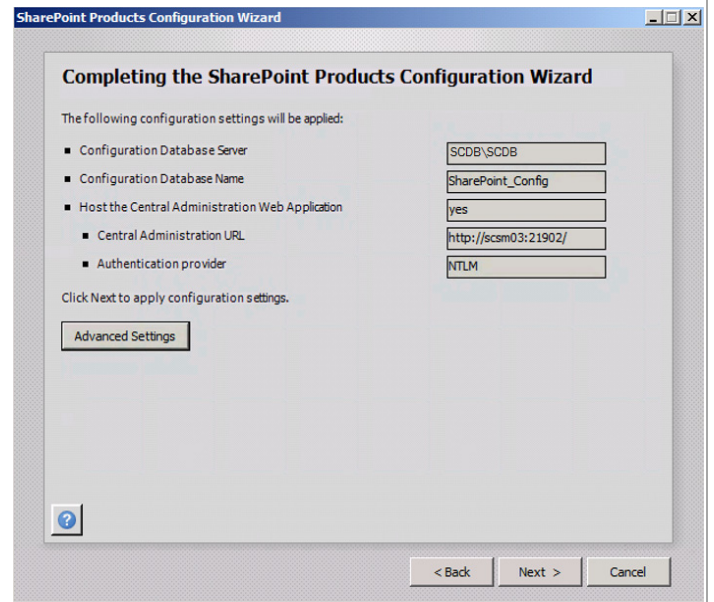 SharePoint Products Configuration Wizard
Completing the SharePoint Products Configuration Wizard
The following configuration settings will be applied:
Configuration Database Server SCDB\SCDB
Configuration Database Name SharePoint_Config
Host the Central Administration Web Application yes
Central Administration URL http://scsm03:21902/
Authentication provider NTLM
Click Next to apply configuration settings.
Advanced Settings
?
< Back Next > Cancel